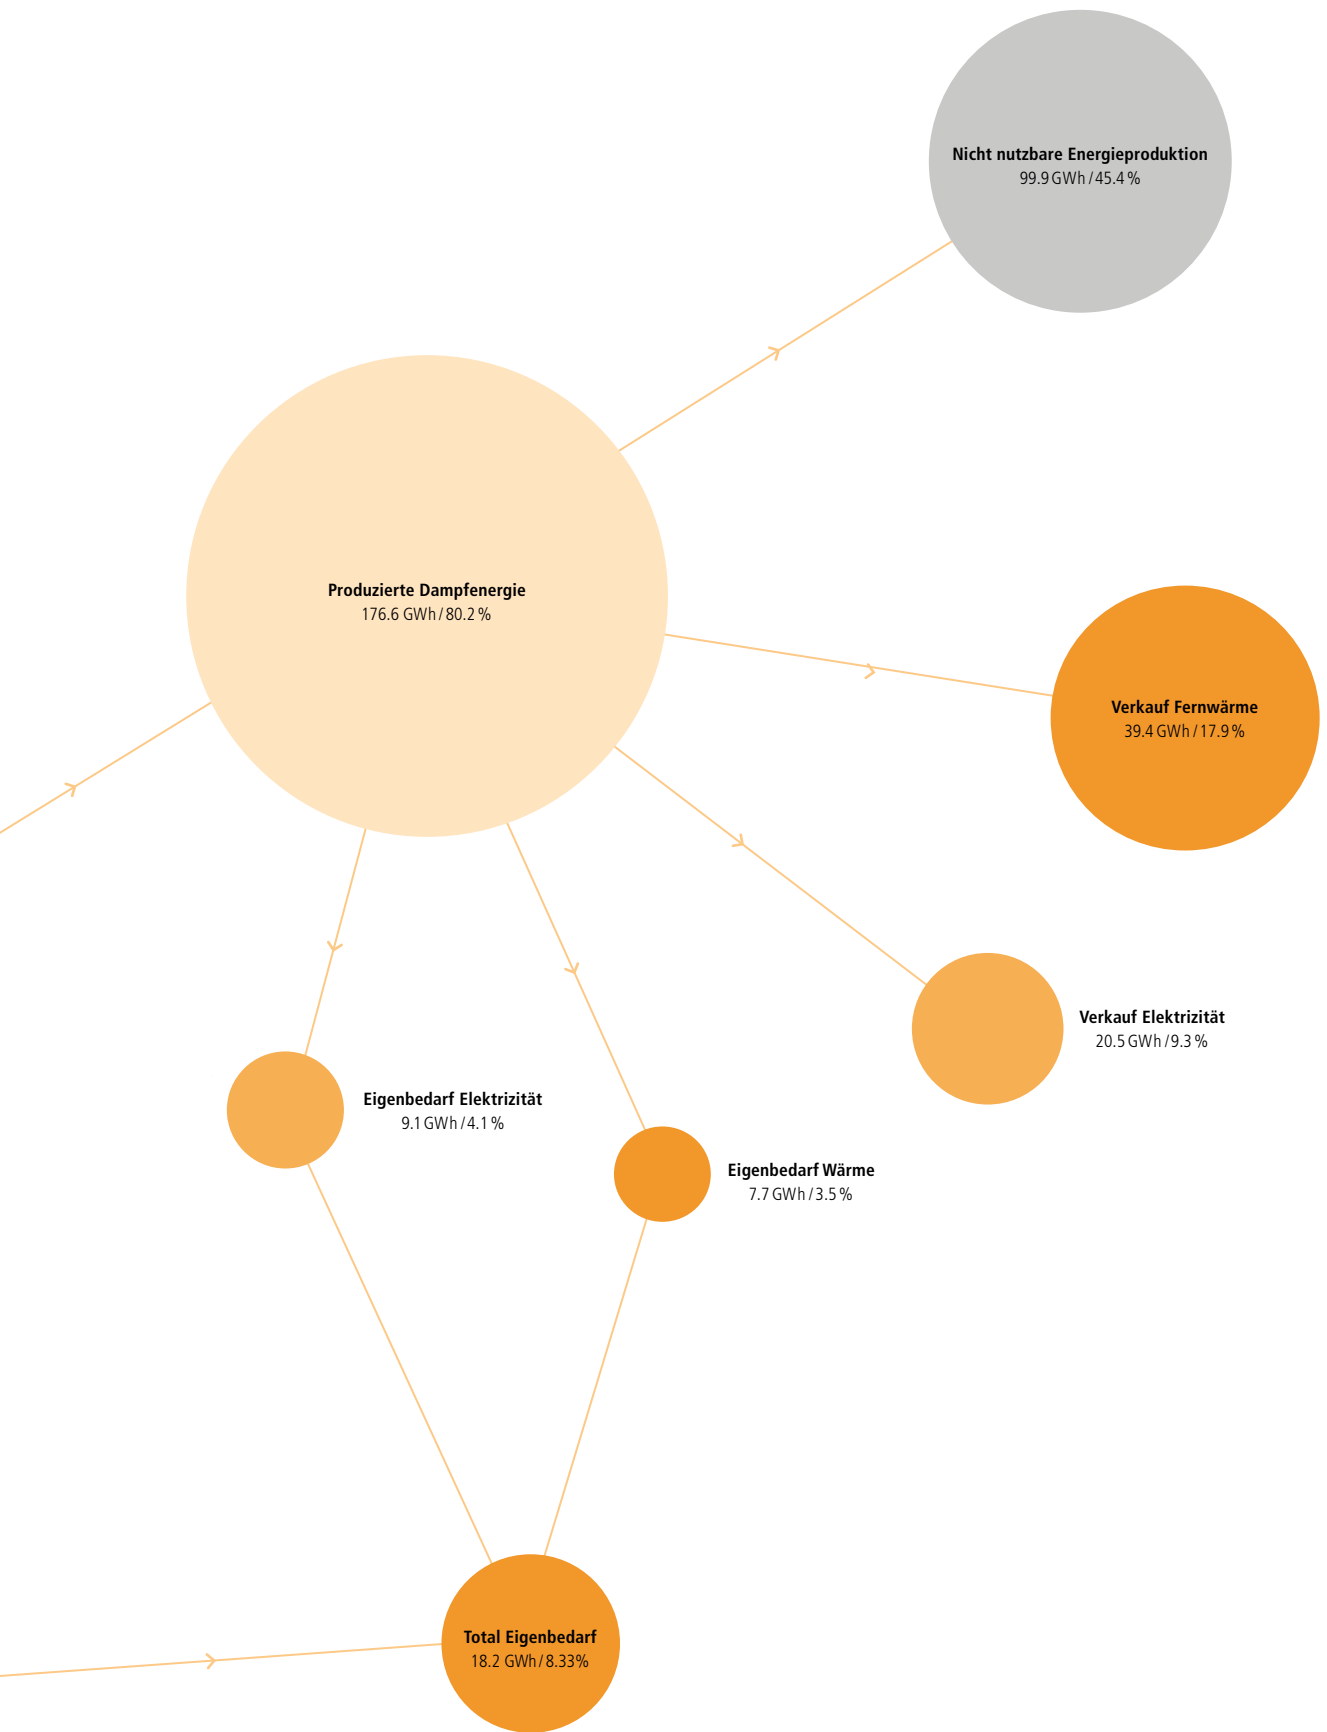 Nicht nutzbare Energieproduktion
99.9 GWh / 45.4 %
Produzierte Dampfenergie
176.6 GWh / 80.2 %
Verkauf Fernwärme
39.4 GWh / 17.9 %
Verkauf Elektrizität
20.5 GWh / 9.3 %
Eigenbedarf Elektrizität
9.1 GWh / 4.1 %
Eigenbedarf Wärme
7.7 GWh / 3.5 %
Total Eigenbedarf
18.2 GWh / 8.33%